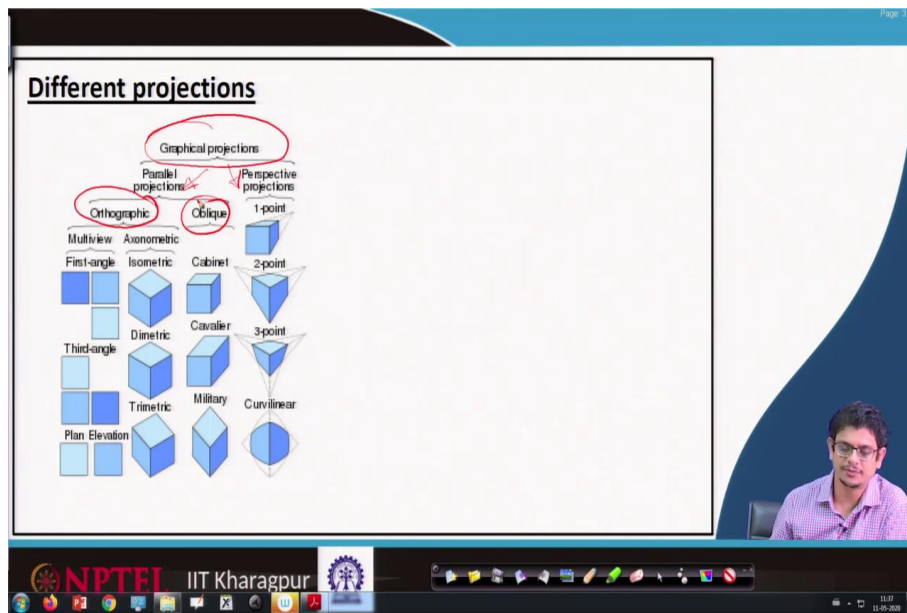 Page 3
Different projections
Graphical projections
Parallel projections
Perspective projections
Orthographic
Oblique
1-point
Multiview
Axonometric
First-angle
Isometric
Cabinet
2-point
Dimetric
Cavalier
3-point
Third-angle
Trimetric
Military
Curvilinear
Plan Elevation
NPTEL IIT Kharagpur
11:37
11-05-2020